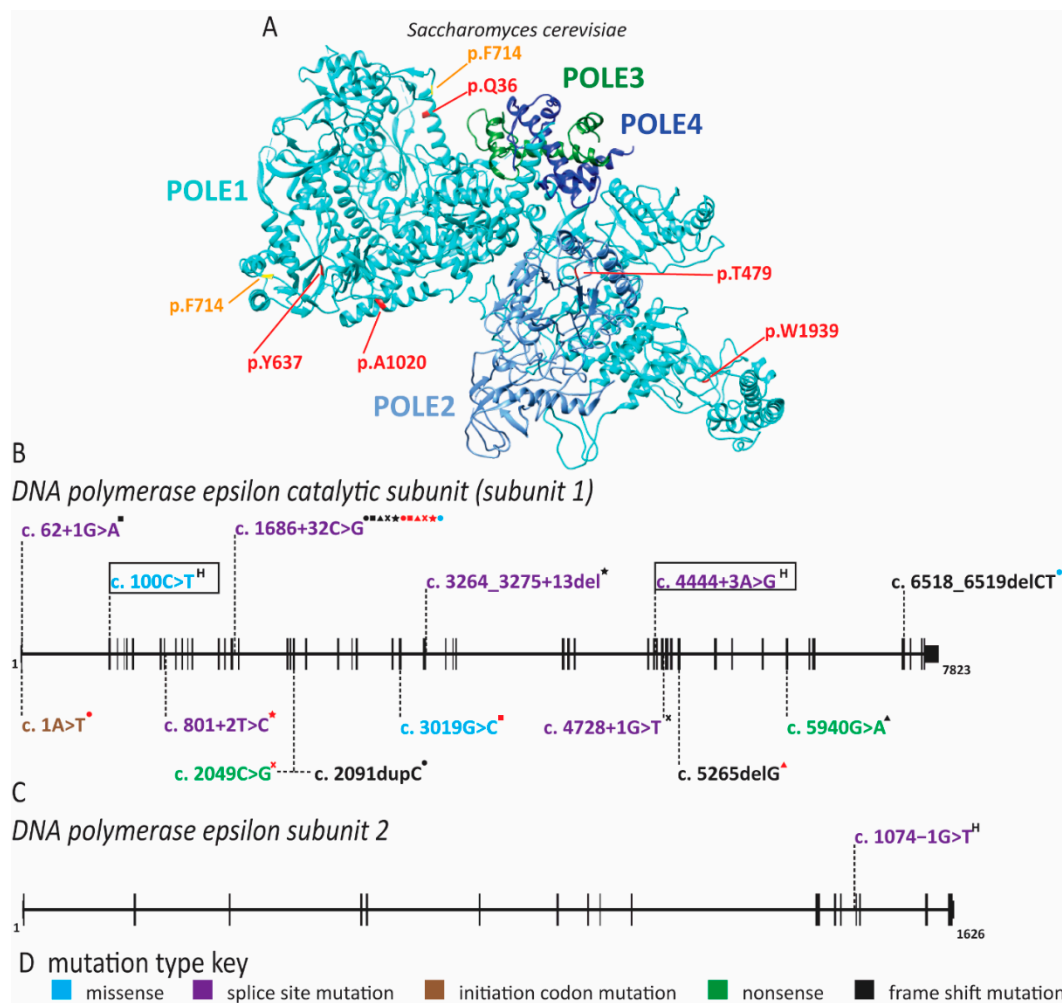 A
Saccharomyces cerevisiae
p.F714
p.Q36
POLE3
POLE4
POLE1
p.T479
p.F714
p.W1939
p.Y637
p.A1020
POLE2
B
DNA polymerase epsilon catalytic subunit (subunit 1)
c. 62+1G>A■
c. 1686+32C>G●■▲x★●■▲x★●
c. 100C>T H
c. 3264_3275+13del★
c. 4444+3A>G H
c. 6518_6519delCT●
1
7823
c. 1A>T●
c. 801+2T>C★
c. 3019G>C■
c. 4728+1G>T x
c. 5940G>A▲
c. 2049C>G x
c. 2091dupC●
c. 5265delG▲
C
DNA polymerase epsilon subunit 2
c. 1074−1G>T H
1
1626
D mutation type key
missense splice site mutation initiation codon mutation nonsense frame shift mutation